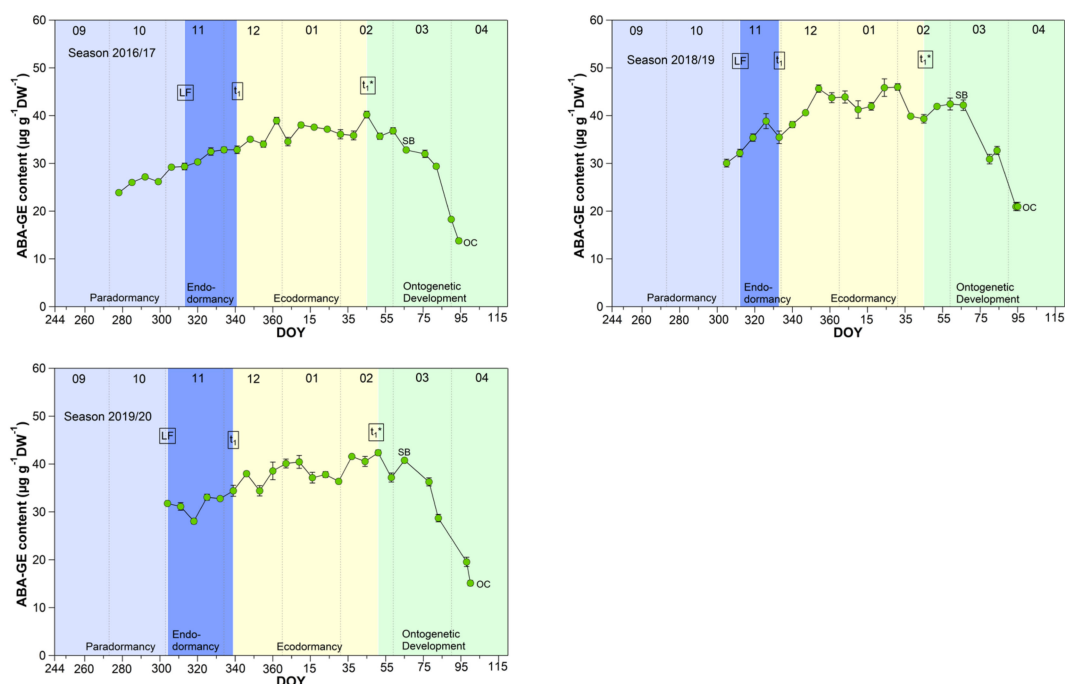 60
50
40
30
20
10
0
ABA-GE content (µg g⁻¹DW⁻¹)
09 10 11 12 01 02 03 04
Season 2016/17
LF t₁ t₁*
SB
OC
Paradormancy Endo-dormancy Ecodormancy Ontogenetic Development
244 260 280 300 320 340 360 15 35 55 75 95 115
DOY
60
50
40
30
20
10
0
ABA-GE content (µg g⁻¹DW⁻¹)
09 10 11 12 01 02 03 04
Season 2018/19
LF t₁ t₁*
SB
OC
Paradormancy Endo-dormancy Ecodormancy Ontogenetic Development
244 260 280 300 320 340 360 15 35 55 75 95 115
DOY
60
50
40
30
20
10
0
ABA-GE content (µg g⁻¹DW⁻¹)
09 10 11 12 01 02 03 04
Season 2019/20
LF t₁ t₁*
SB
OC
Paradormancy Endo-dormancy Ecodormancy Ontogenetic Development
244 260 280 300 320 340 360 15 35 55 75 95 115
DOY